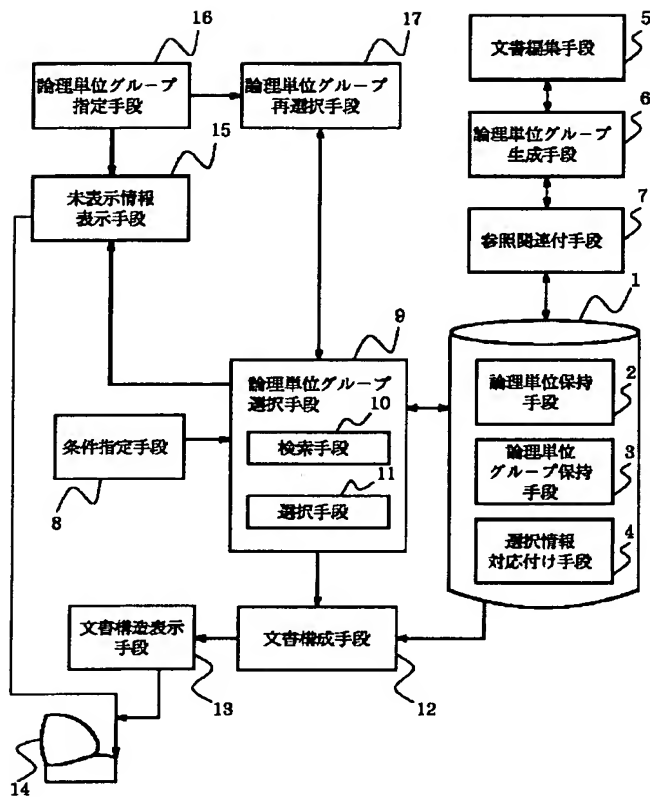 16
論理単位グループ
指定手段
17
論理単位グループ
再選択手段
5
文書編集手段
6
論理単位グループ
生成手段
15
未表示情報
表示手段
7
参照関連付手段
1
9
論理単位グループ
選択手段
10
検索手段
11
選択手段
条件指定手段
8
2
論理単位保持
手段
3
論理単位
グループ保持
手段
4
選択情報
対応付け手段
文書構造表示
手段
13
文書構成手段
12
14